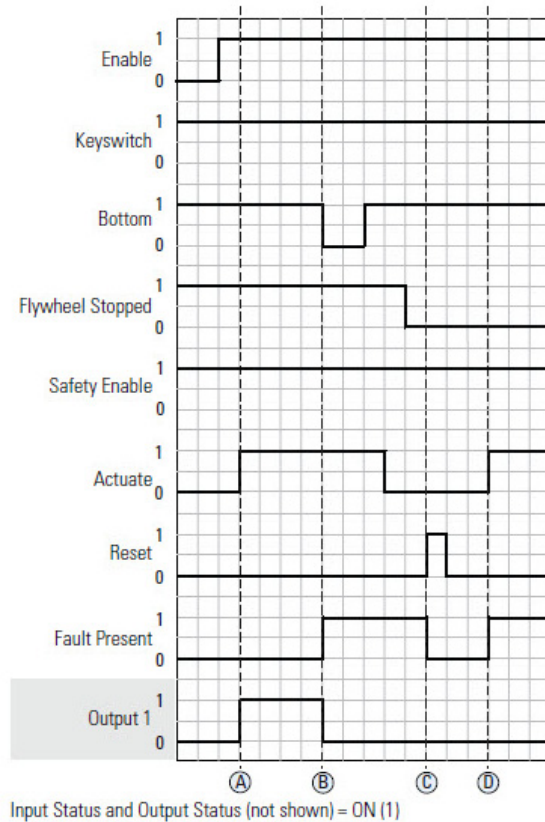 1
Enable
0
1
Keyswitch
0
1
Bottom
0
1
Flywheel Stopped
0
1
Safety Enable
0
1
Actuate
0
1
Reset
0
1
Fault Present
0
1
Output 1
0
Ⓐ Ⓑ Ⓒ Ⓓ
Input Status and Output Status (not shown) = ON (1)